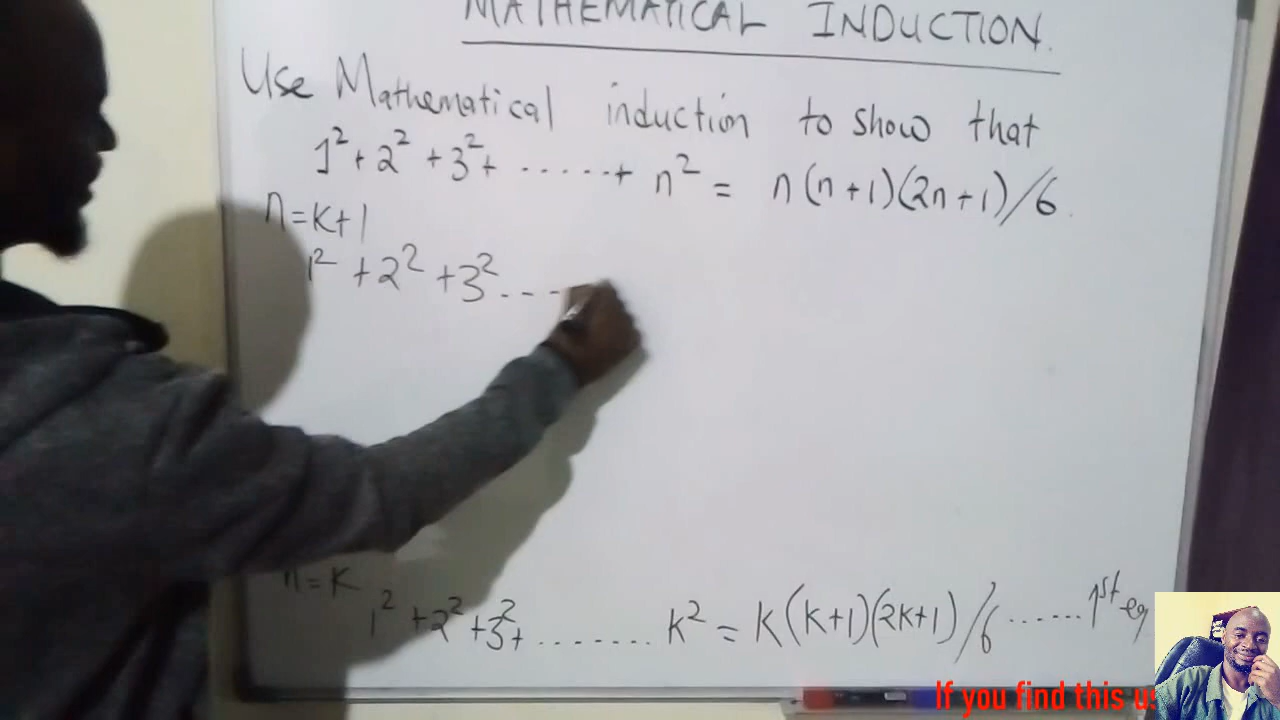 MATHEMATICAL INDUCTION.
Use Mathematical induction to show that
1² + 2² + 3² + ...... + n² = n(n+1)(2n+1)/6.
n=k+1
1² + 2² + 3² ...
n=k
1² + 2² + 3² + ........ k² = k(k+1)(2k+1)/6 ...... 1st eq
If you find this us